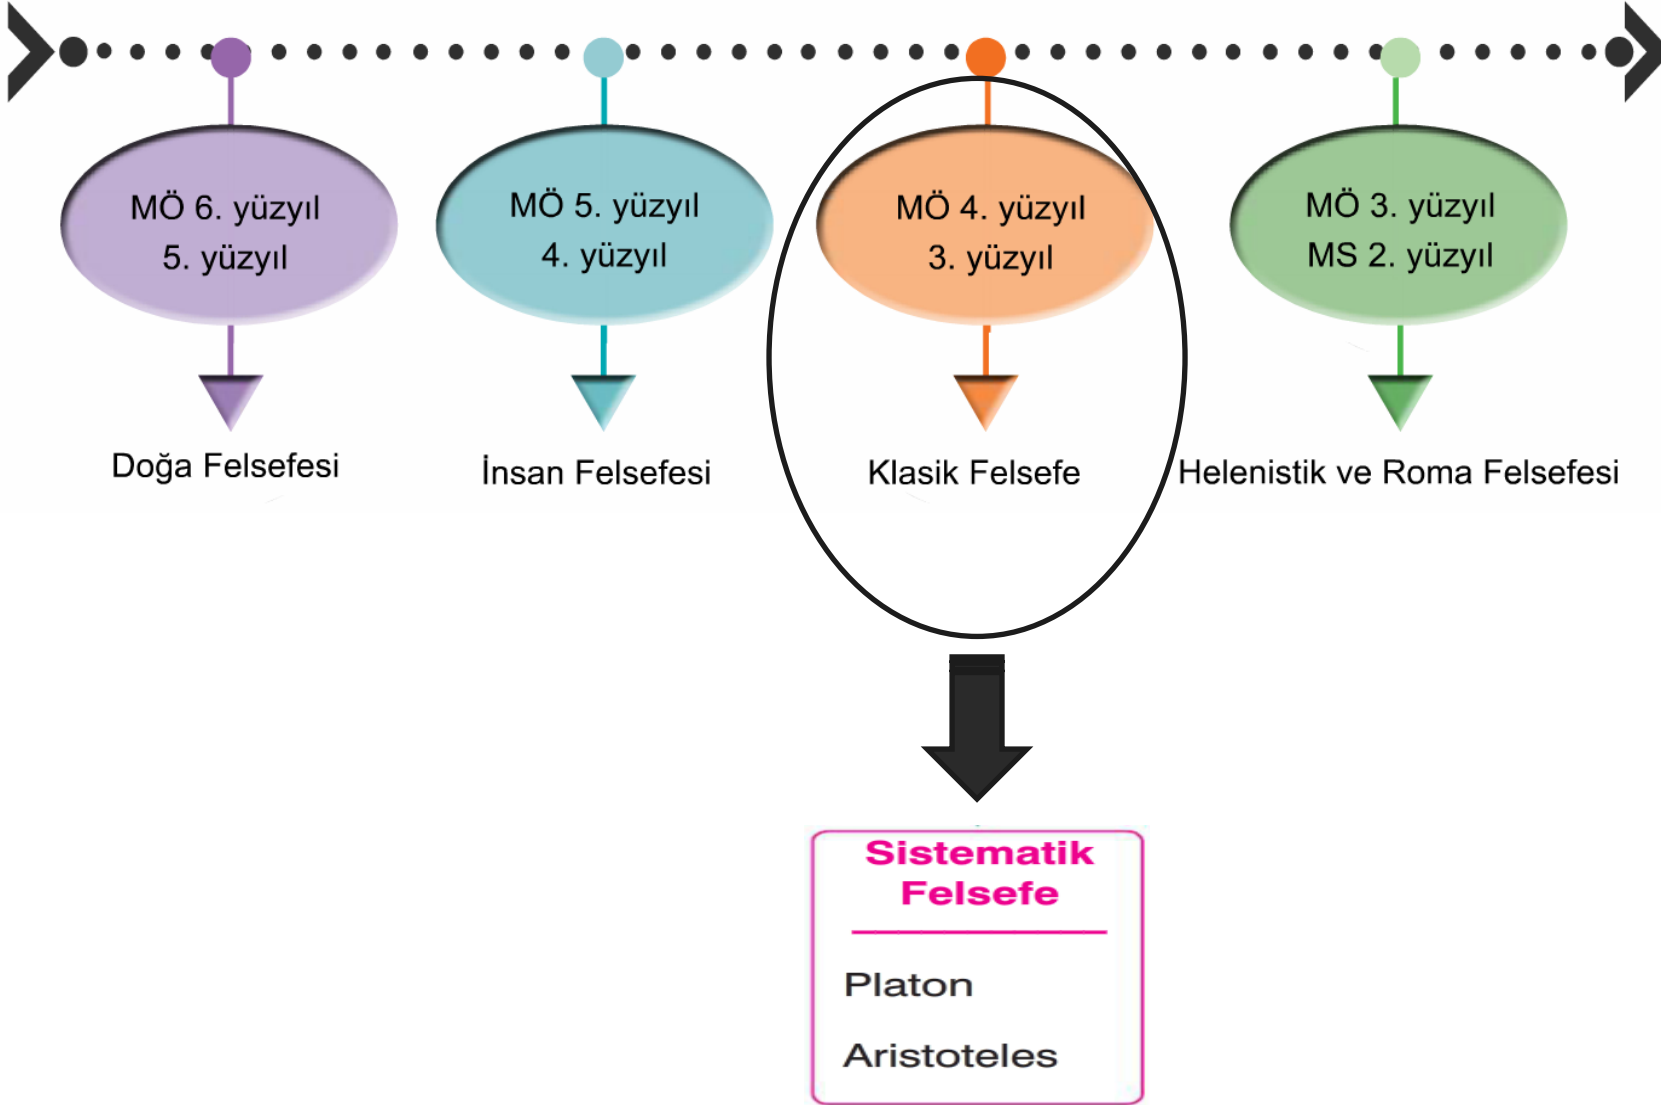 MÖ 6. yüzyıl
5. yüzyıl
Doğa Felsefesi
MÖ 5. yüzyıl
4. yüzyıl
İnsan Felsefesi
MÖ 4. yüzyıl
3. yüzyıl
Klasik Felsefe
MÖ 3. yüzyıl
MS 2. yüzyıl
Helenistik ve Roma Felsefesi
Sistematik
Felsefe
Platon
Aristoteles